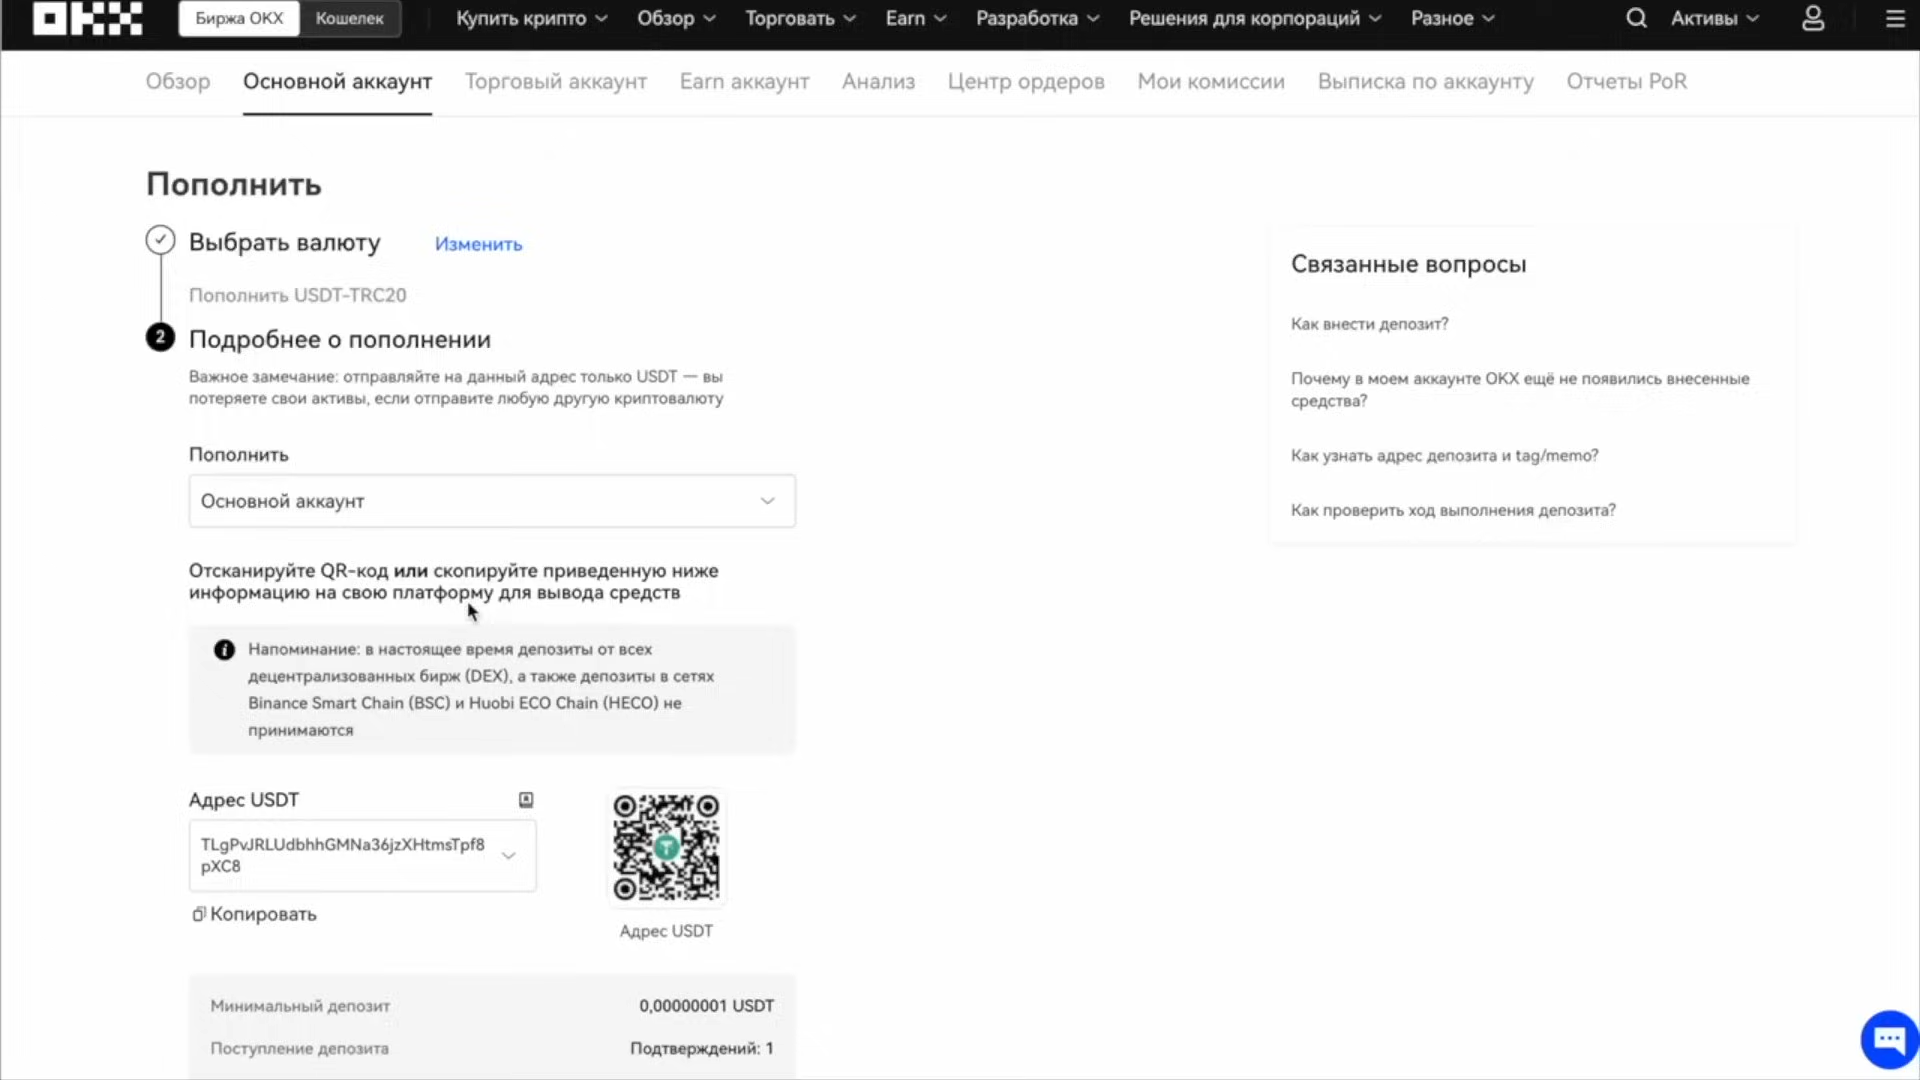 OKX
Биржа OKX
Кошелек
Купить крипто
Обзор
Торговать
Earn
Разработка
Решения для корпораций
Разное
Активы
Обзор
Основной аккаунт
Торговый аккаунт
Earn аккаунт
Анализ
Центр ордеров
Мои комиссии
Выписка по аккаунту
Отчеты PoR
Пополнить
Выбрать валюту
Изменить
Пополнить USDT-TRC20
2
Подробнее о пополнении
Важное замечание: отправляйте на данный адрес только USDT — вы
потеряете свои активы, если отправите любую другую криптовалюту
Пополнить
Основной аккаунт
Отсканируйте QR-код или скопируйте приведенную ниже
информацию на свою платформу для вывода средств
Напоминание: в настоящее время депозиты от всех
децентрализованных бирж (DEX), а также депозиты в сетях
Binance Smart Chain (BSC) и Huobi ECO Chain (HECO) не
принимаются
Адрес USDT
TLgPvJRLUdbhhGMNa36jzXHtmsTpf8
pXC8
Копировать
Адрес USDT
Минимальный депозит
0,00000001 USDT
Поступление депозита
Подтверждений: 1
Связанные вопросы
Как внести депозит?
Почему в моем аккаунте OKX ещё не появились внесенные
средства?
Как узнать адрес депозита и tag/memo?
Как проверить ход выполнения депозита?